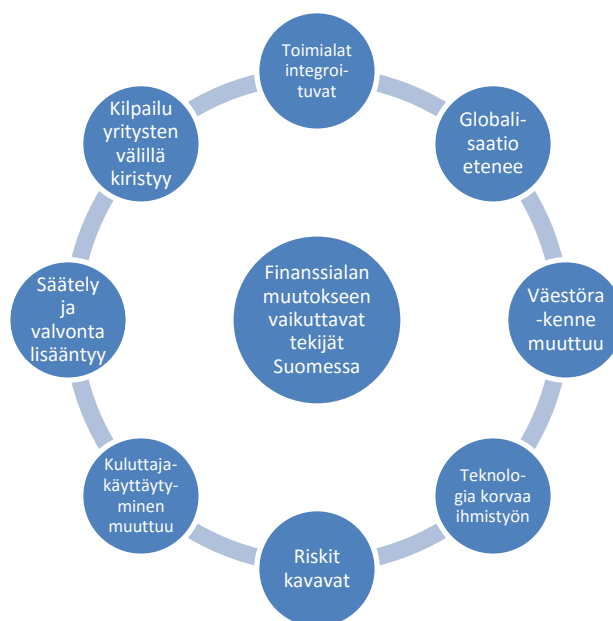 Toimialat
integroi-
tuvat
Globali-
saatio
etenee
Väestöra
-kenne
muuttuu
Teknolo-
gia korvaa
ihmistyön
Riskit
kavavat
Kuluttaja-
käyttäyty-
minen
muuttuu
Säätely
ja
valvonta
lisääntyy
Kilpailu
yritysten
välillä
kiristyy
Finanssialan
muutokseen
vaikuttavat
tekijät
Suomessa